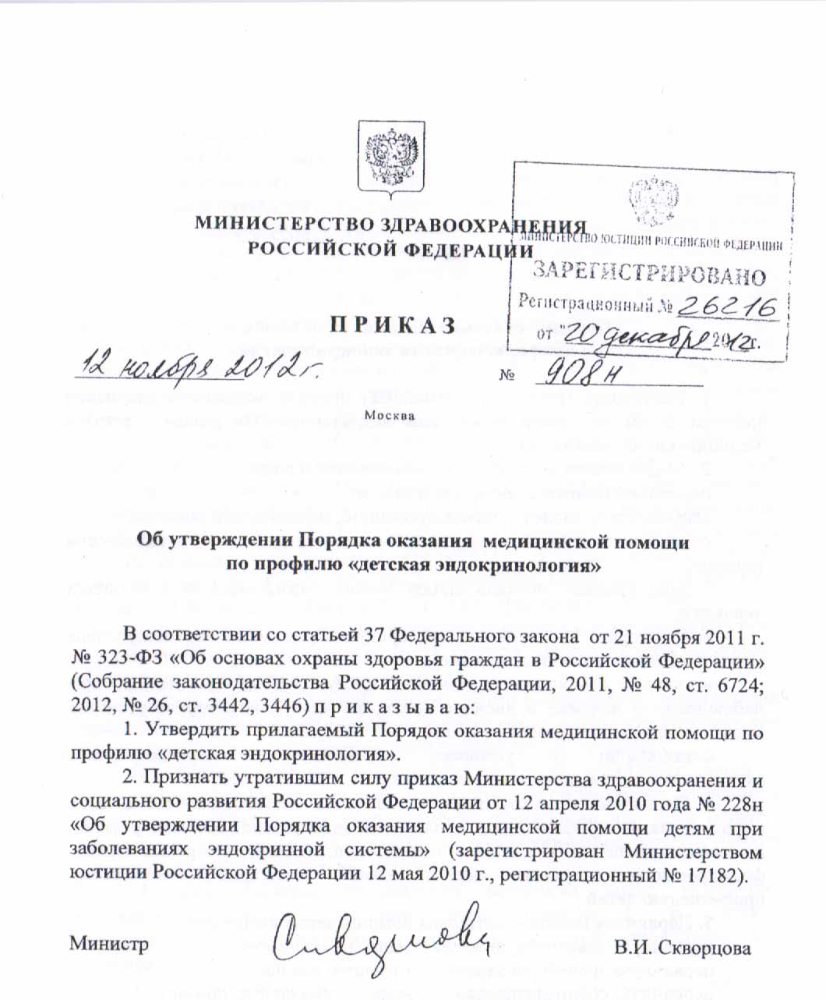 МИНИСТЕРСТВО ЗДРАВООХРАНЕНИЯ
РОССИЙСКОЙ ФЕДЕРАЦИИ
МИНИСТЕРСТВО ЮСТИЦИИ РОССИЙСКОЙ ФЕДЕРАЦИИ
ЗАРЕГИСТРИРОВАНО
Регистрационный № 26216
от "20" декабря 2012г.
ПРИКАЗ
12 ноября 2012г.
№ 908н
Москва
Об утверждении Порядка оказания медицинской помощи
по профилю «детская эндокринология»
В соответствии со статьей 37 Федерального закона от 21 ноября 2011 г.
№ 323-ФЗ «Об основах охраны здоровья граждан в Российской Федерации»
(Собрание законодательства Российской Федерации, 2011, № 48, ст. 6724;
2012, № 26, ст. 3442, 3446) п р и к а з ы в а ю:
1. Утвердить прилагаемый Порядок оказания медицинской помощи по
профилю «детская эндокринология».
2. Признать утратившим силу приказ Министерства здравоохранения и
социального развития Российской Федерации от 12 апреля 2010 года № 228н
«Об утверждении Порядка оказания медицинской помощи детям при
заболеваниях эндокринной системы» (зарегистрирован Министерством
юстиции Российской Федерации 12 мая 2010 г., регистрационный № 17182).
Министр
В.И. Скворцова